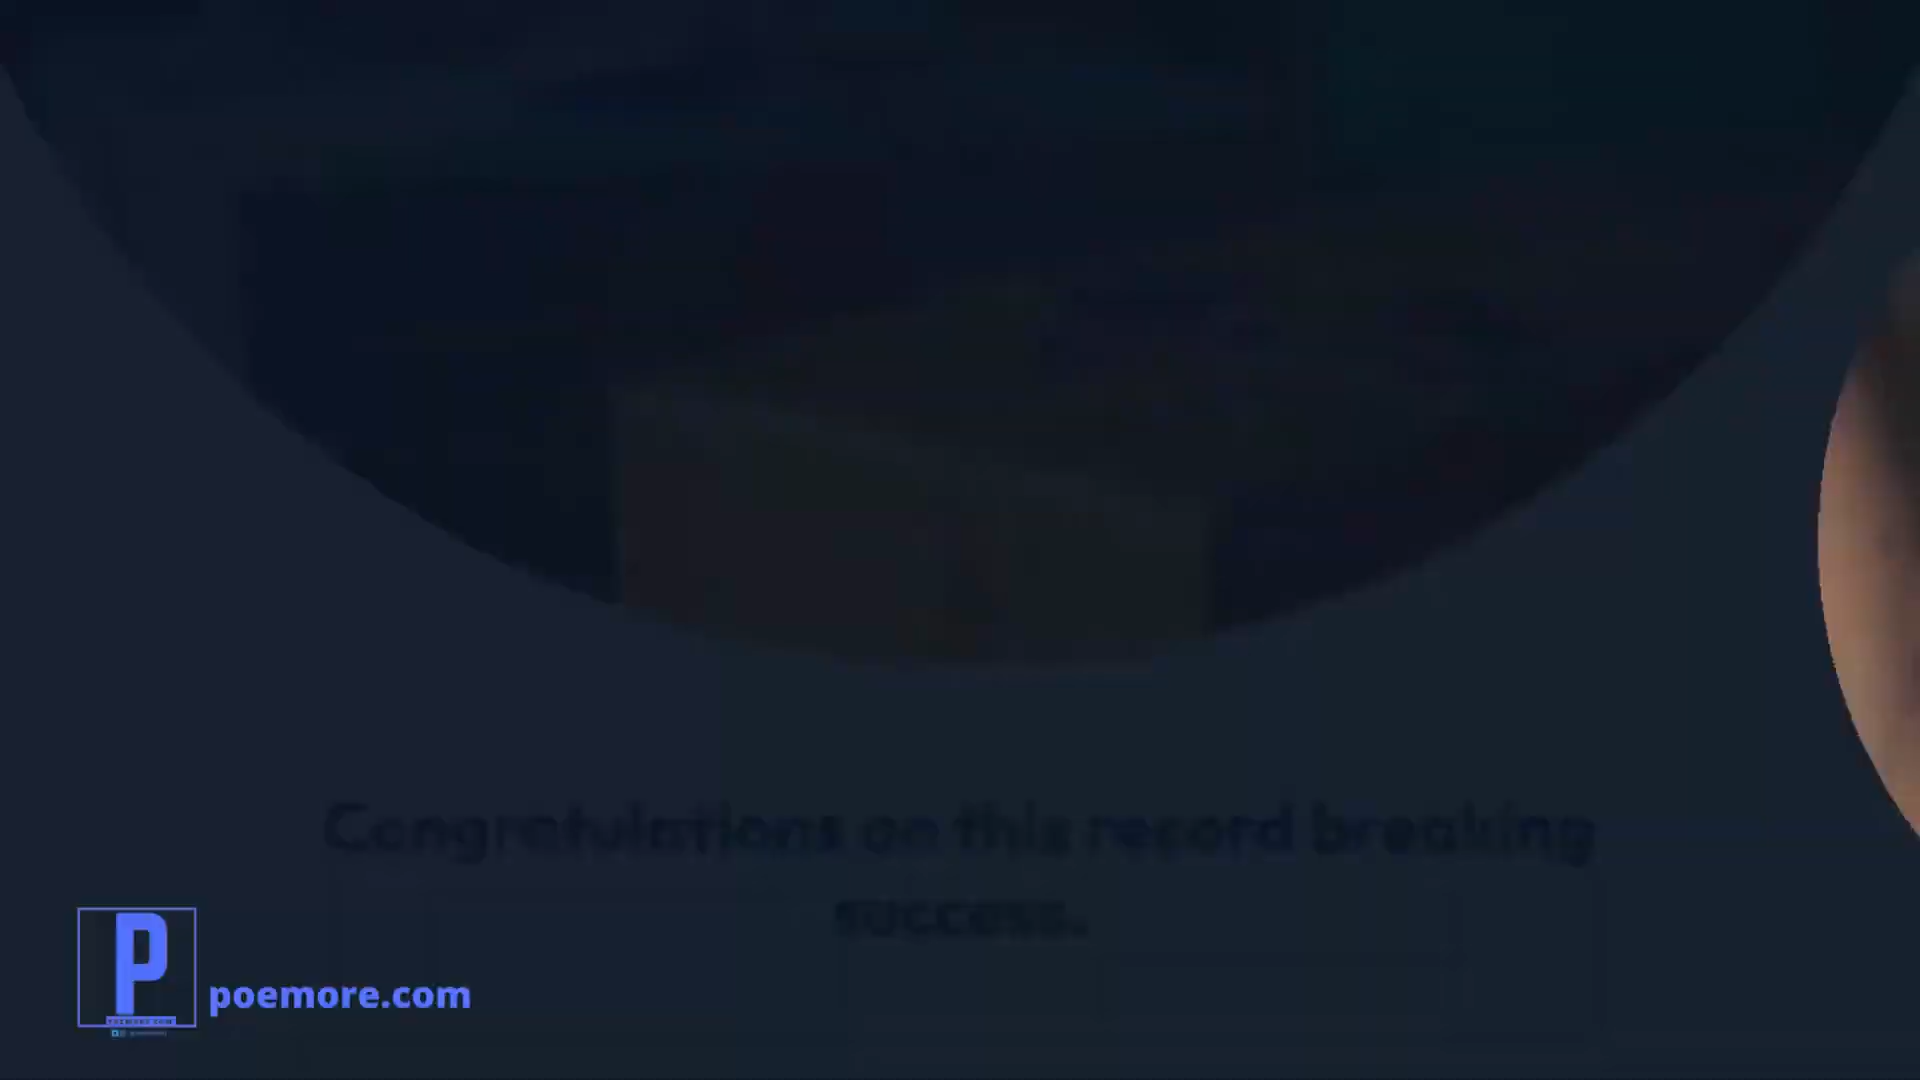 Congratulations on this record breaking
success.
P
poemore.com